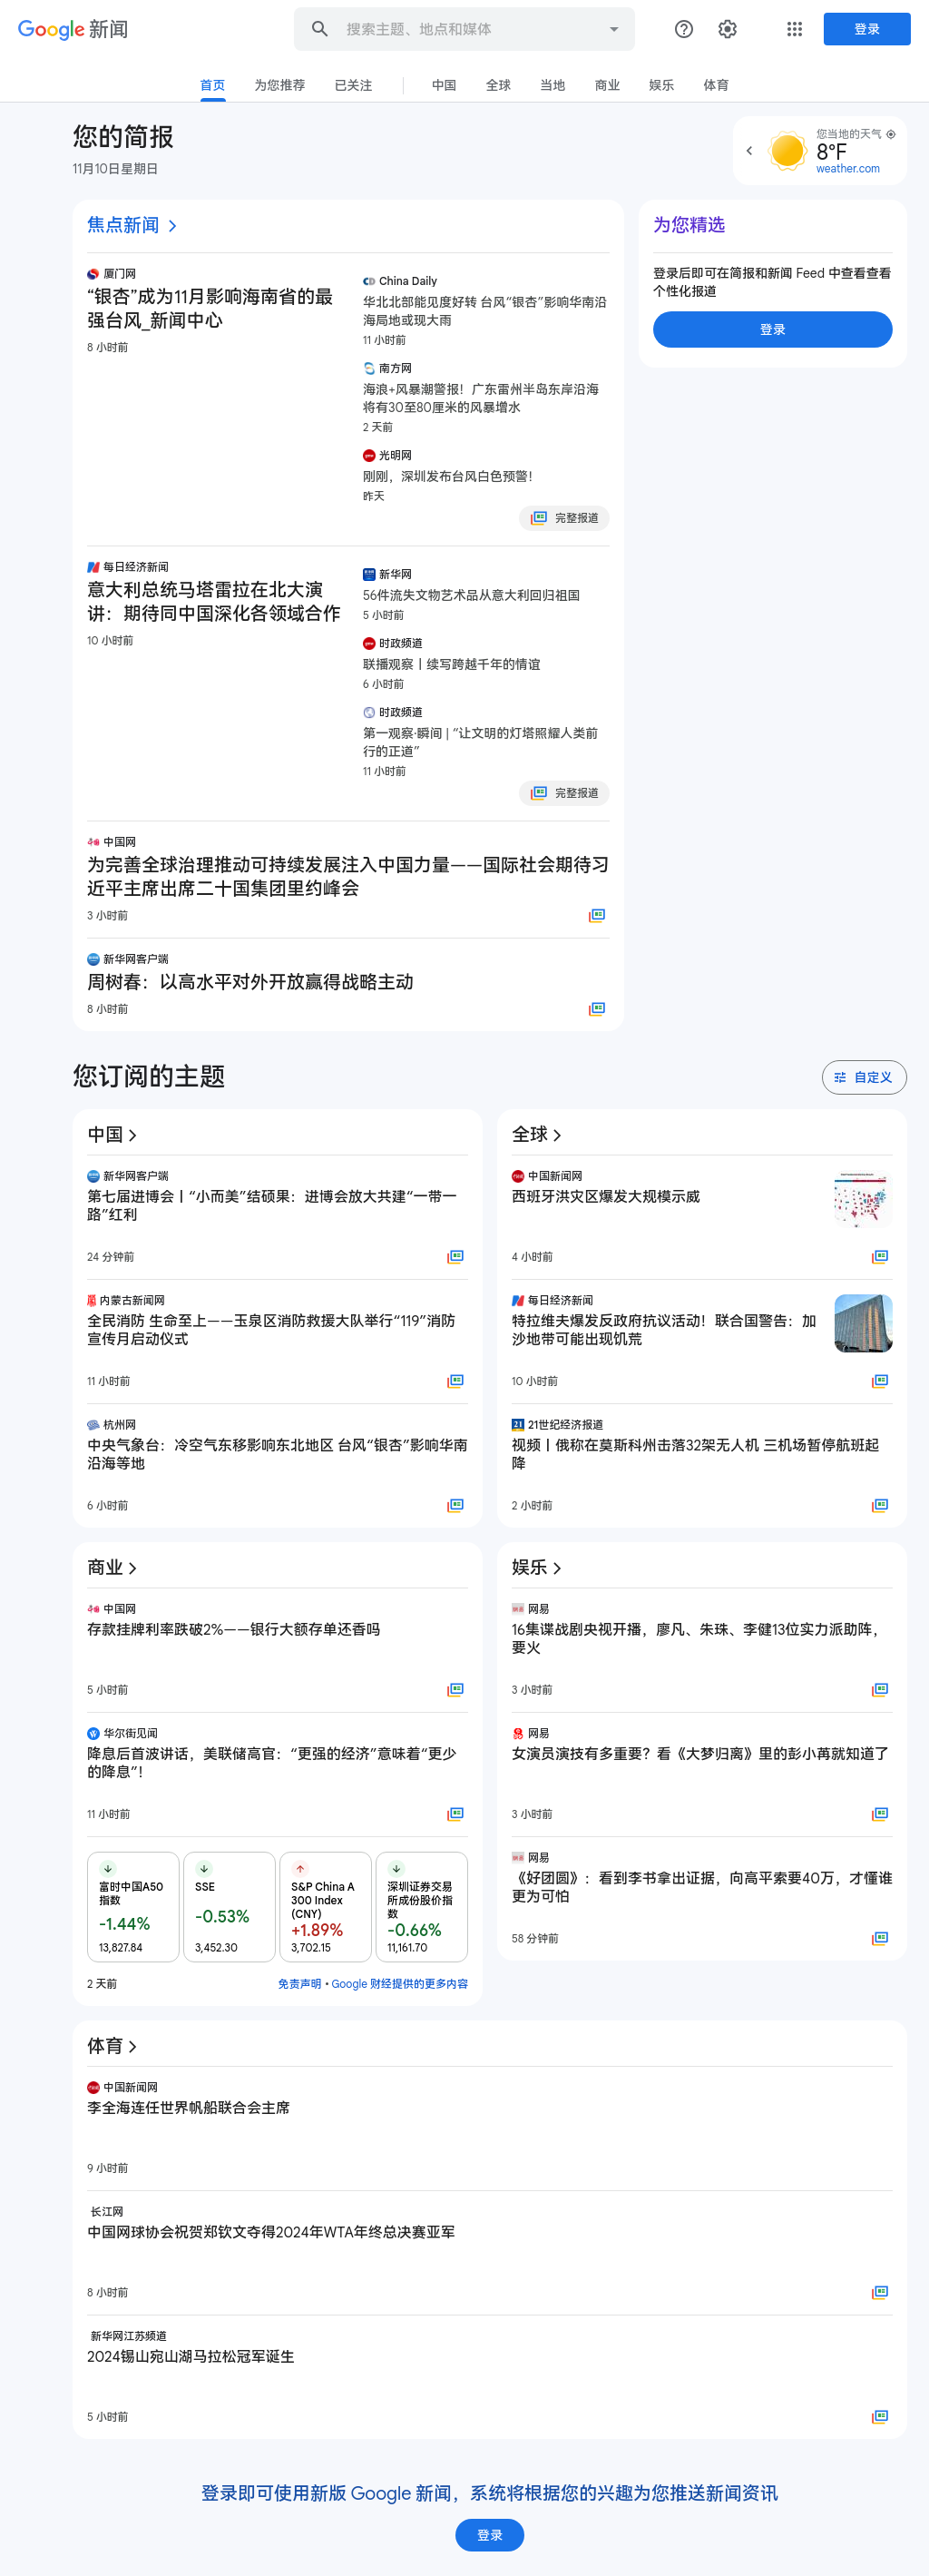 Google 新闻
搜索主题、地点和媒体
登录
首页
为您推荐
已关注
中国
全球
当地
商业
娱乐
体育
您的简报
11月10日星期日
您当地的天气
8°F
weather.com
焦点新闻
厦门网
“银杏”成为11月影响海南省的最
强台风_新闻中心
8 小时前
China Daily
华北北部能见度好转 台风“银杏”影响华南沿
海局地或现大雨
11 小时前
南方网
海浪+风暴潮警报！广东雷州半岛东岸沿海
将有30至80厘米的风暴增水
2 天前
光明网
刚刚，深圳发布台风白色预警！
昨天
完整报道
为您精选
登录后即可在简报和新闻 Feed 中查看查看
个性化报道
登录
每日经济新闻
意大利总统马塔雷拉在北大演
讲：期待同中国深化各领域合作
10 小时前
新华网
56件流失文物艺术品从意大利回归祖国
5 小时前
时政频道
联播观察丨续写跨越千年的情谊
6 小时前
时政频道
第一观察·瞬间 | “让文明的灯塔照耀人类前
行的正道”
11 小时前
完整报道
中国网
为完善全球治理推动可持续发展注入中国力量——国际社会期待习
近平主席出席二十国集团里约峰会
3 小时前
新华网客户端
周树春：以高水平对外开放赢得战略主动
8 小时前
您订阅的主题
自定义
中国
新华网客户端
第七届进博会丨“小而美”结硕果：进博会放大共建“一带一
路”红利
24 分钟前
内蒙古新闻网
全民消防 生命至上——玉泉区消防救援大队举行“119”消防
宣传月启动仪式
11 小时前
杭州网
中央气象台：冷空气东移影响东北地区 台风“银杏”影响华南
沿海等地
6 小时前
全球
中国新闻网
西班牙洪灾区爆发大规模示威
4 小时前
每日经济新闻
特拉维夫爆发反政府抗议活动！联合国警告：加
沙地带可能出现饥荒
10 小时前
21世纪经济报道
视频丨俄称在莫斯科州击落32架无人机 三机场暂停航班起
降
2 小时前
商业
中国网
存款挂牌利率跌破2%——银行大额存单还香吗
5 小时前
华尔街见闻
降息后首波讲话，美联储高官：“更强的经济”意味着“更少
的降息”！
11 小时前
富时中国A50
指数
-1.44%
13,827.84
SSE
-0.53%
3,452.30
S&P China A
300 Index
(CNY)
+1.89%
3,702.15
深圳证券交易
所成份股价指
数
-0.66%
11,161.70
2 天前
免责声明 • Google 财经提供的更多内容
娱乐
网易
16集谍战剧央视开播，廖凡、朱珠、李健13位实力派助阵，
要火
3 小时前
网易
女演员演技有多重要？看《大梦归离》里的彭小苒就知道了
3 小时前
网易
《好团圆》：看到李书拿出证据，向高平索要40万，才懂谁
更为可怕
58 分钟前
体育
中国新闻网
李全海连任世界帆船联合会主席
9 小时前
长江网
中国网球协会祝贺郑钦文夺得2024年WTA年终总决赛亚军
8 小时前
新华网江苏频道
2024锡山宛山湖马拉松冠军诞生
5 小时前
登录即可使用新版 Google 新闻，系统将根据您的兴趣为您推送新闻资讯
登录